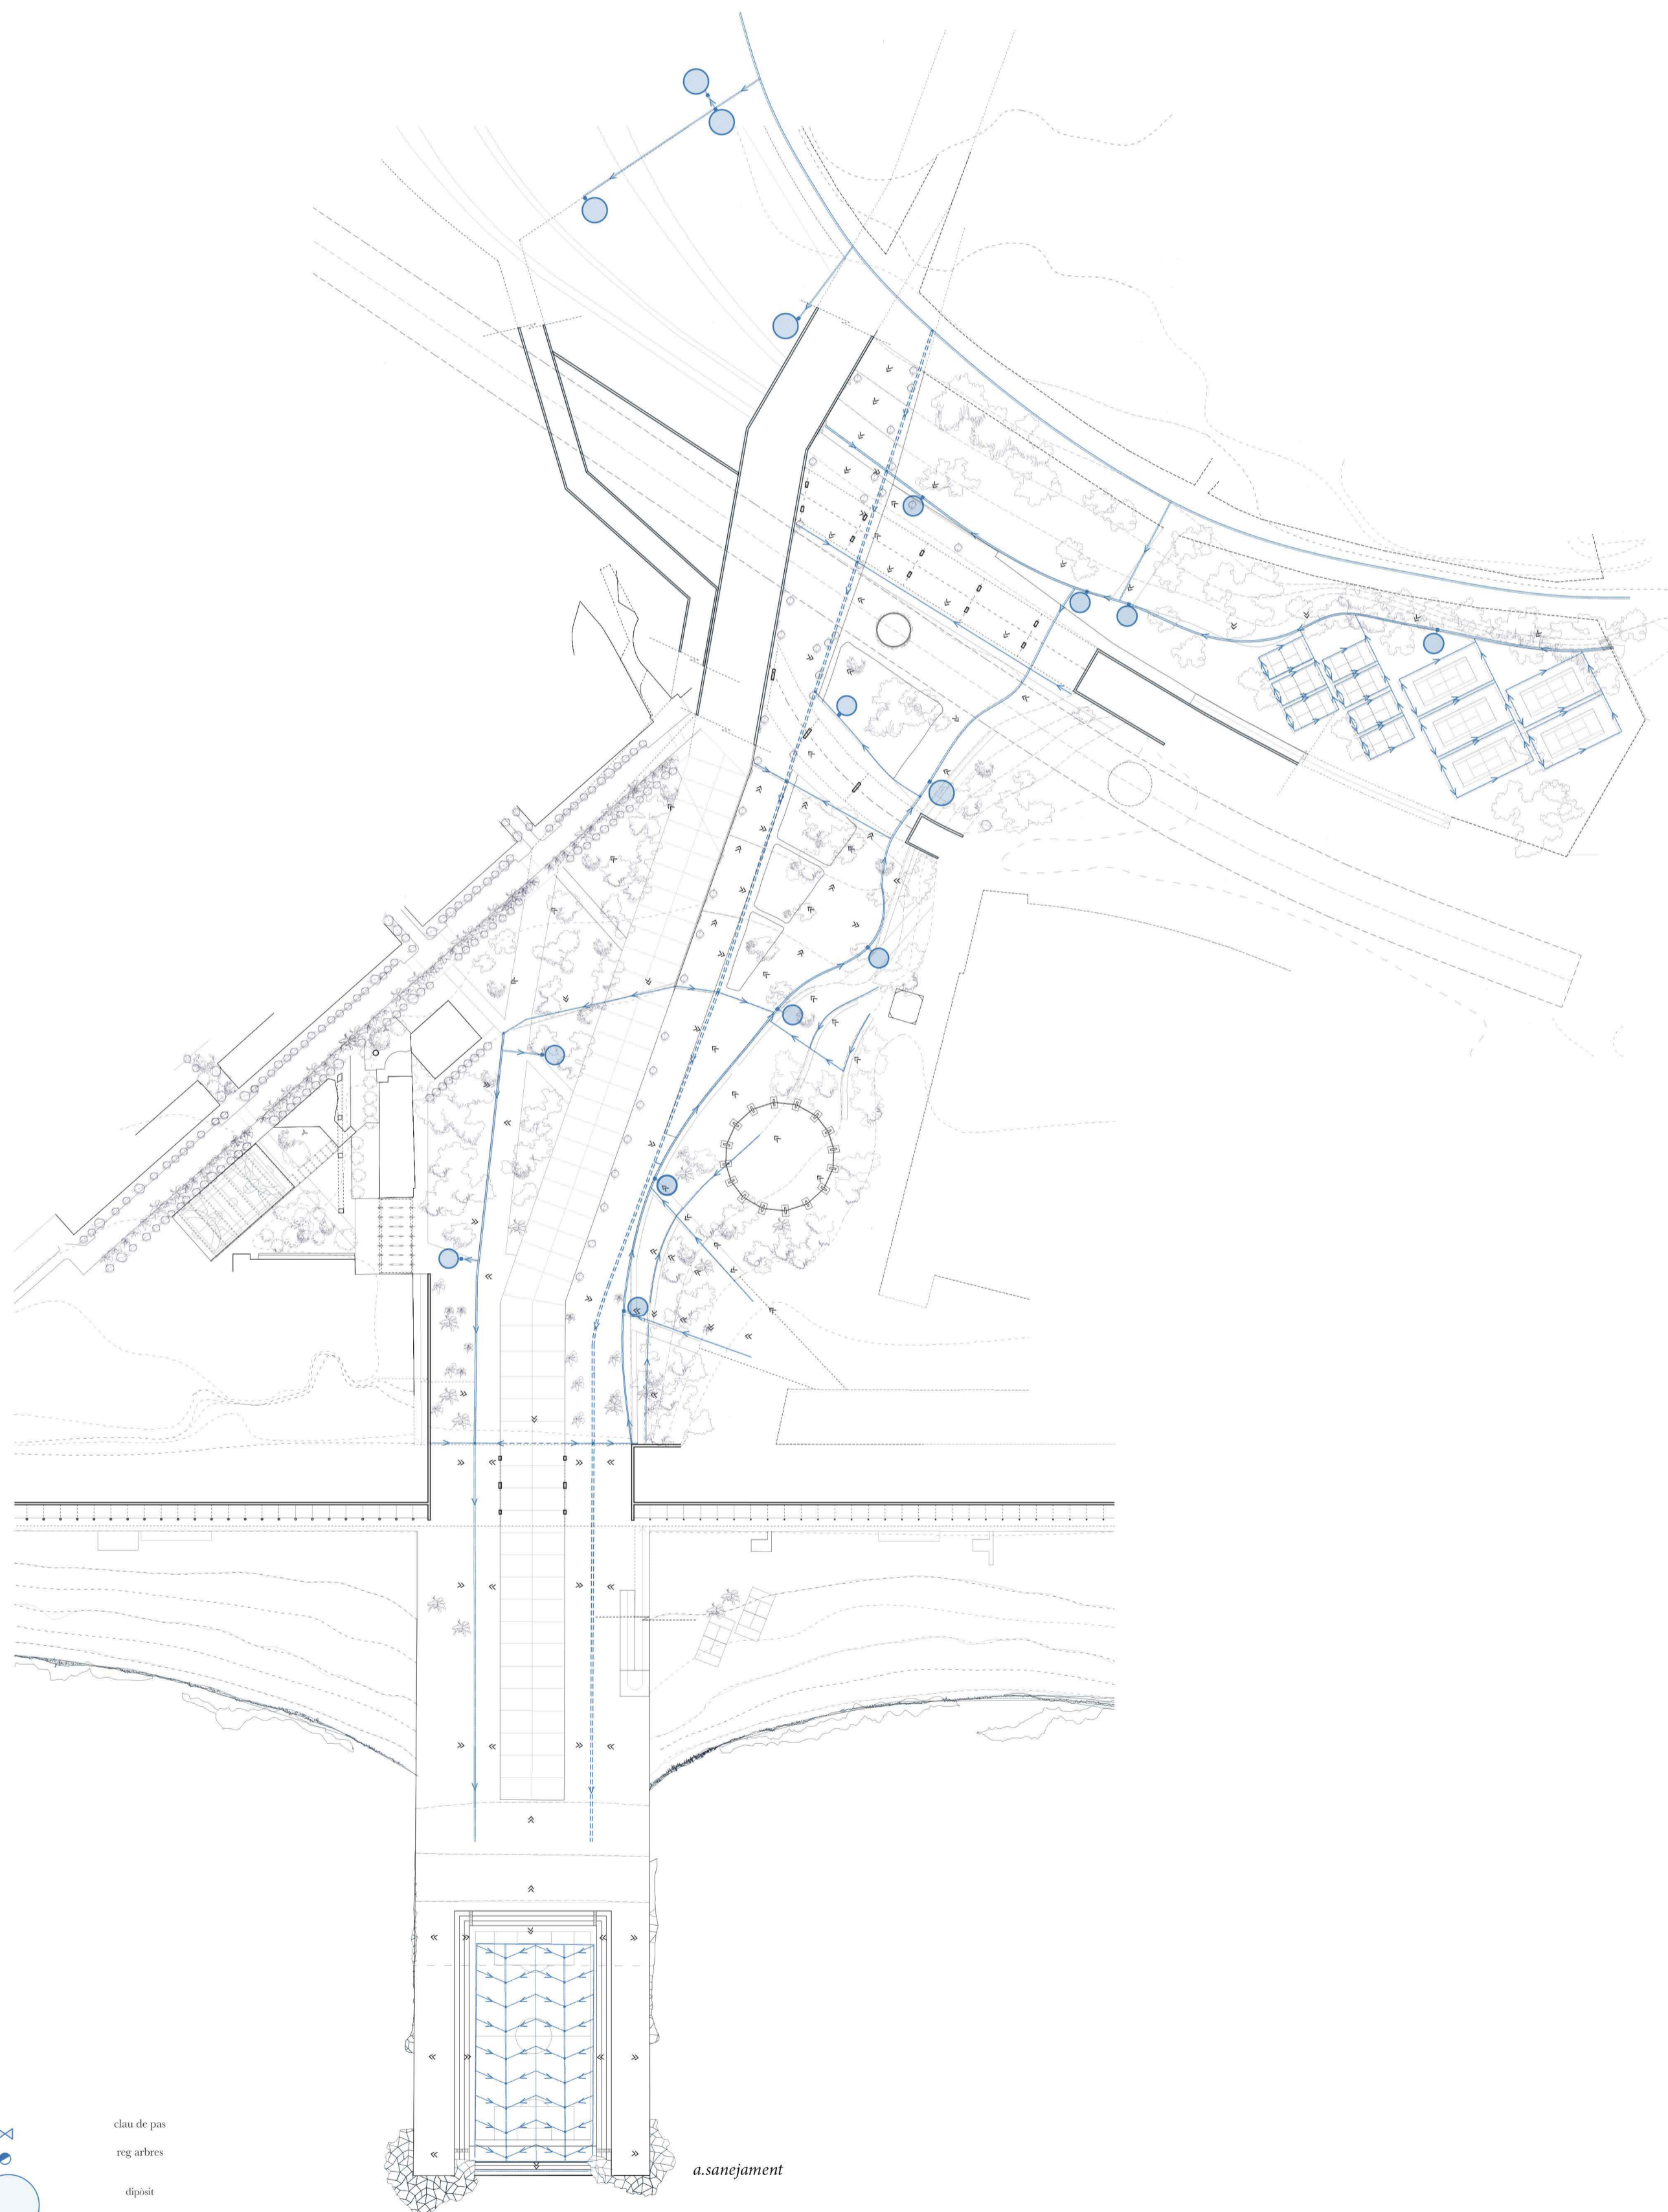 clau de pas
reg arbres
dipòsit
a.sanejament